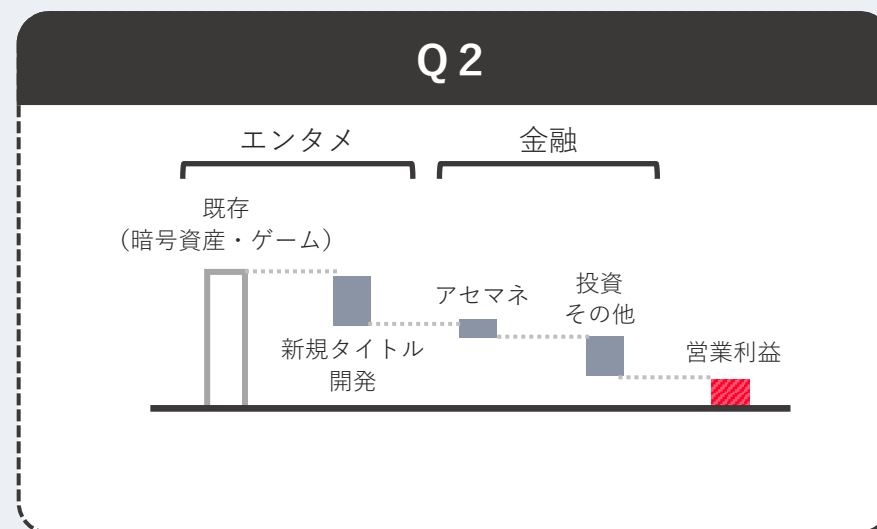 Q2
エンタメ
金融
既存
（暗号資産・ゲーム）
新規タイトル
開発
アセマネ
投資
その他
営業利益